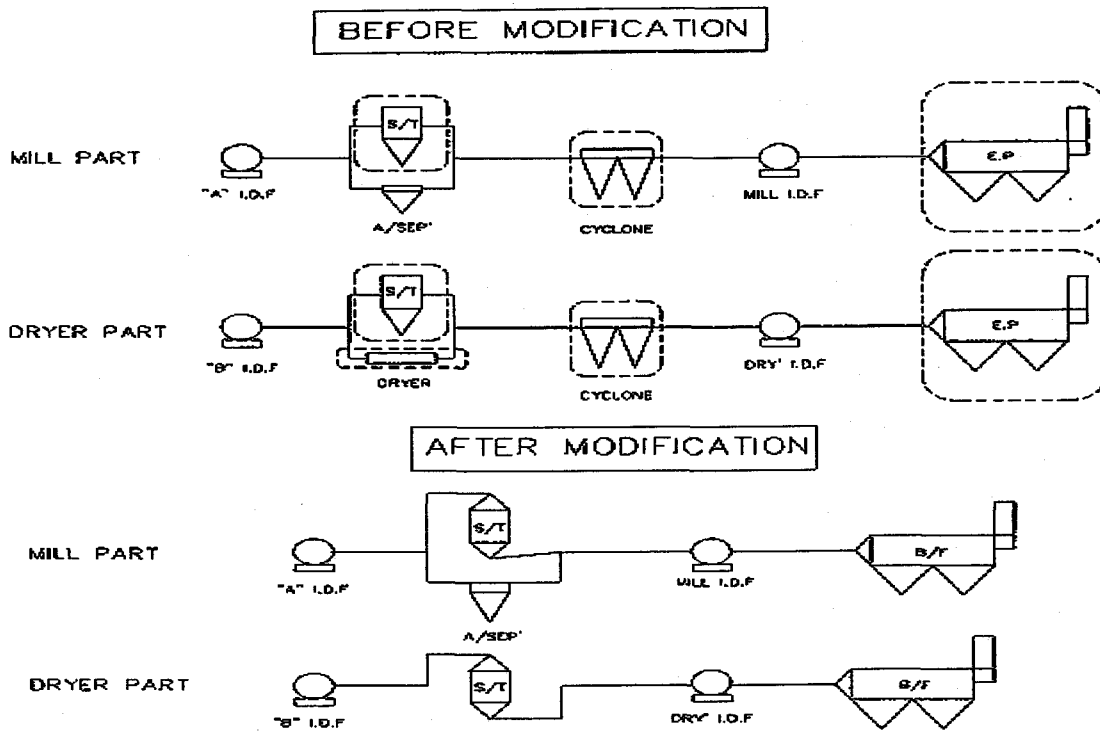 BEFORE MODIFICATION
S/T
E.P
MILL PART
"A" I.D.F
A/SEP'
CYCLONE
MILL I.D.F
S/T
E.P
DRYER PART
"B" I.D.F
DRYER
CYCLONE
DRY' I.D.F
AFTER MODIFICATION
S/T
B/F
MILL PART
"A" I.D.F
A/SEP'
MILL I.D.F
S/T
B/F
DRYER PART
"B" I.D.F
DRY' I.D.F